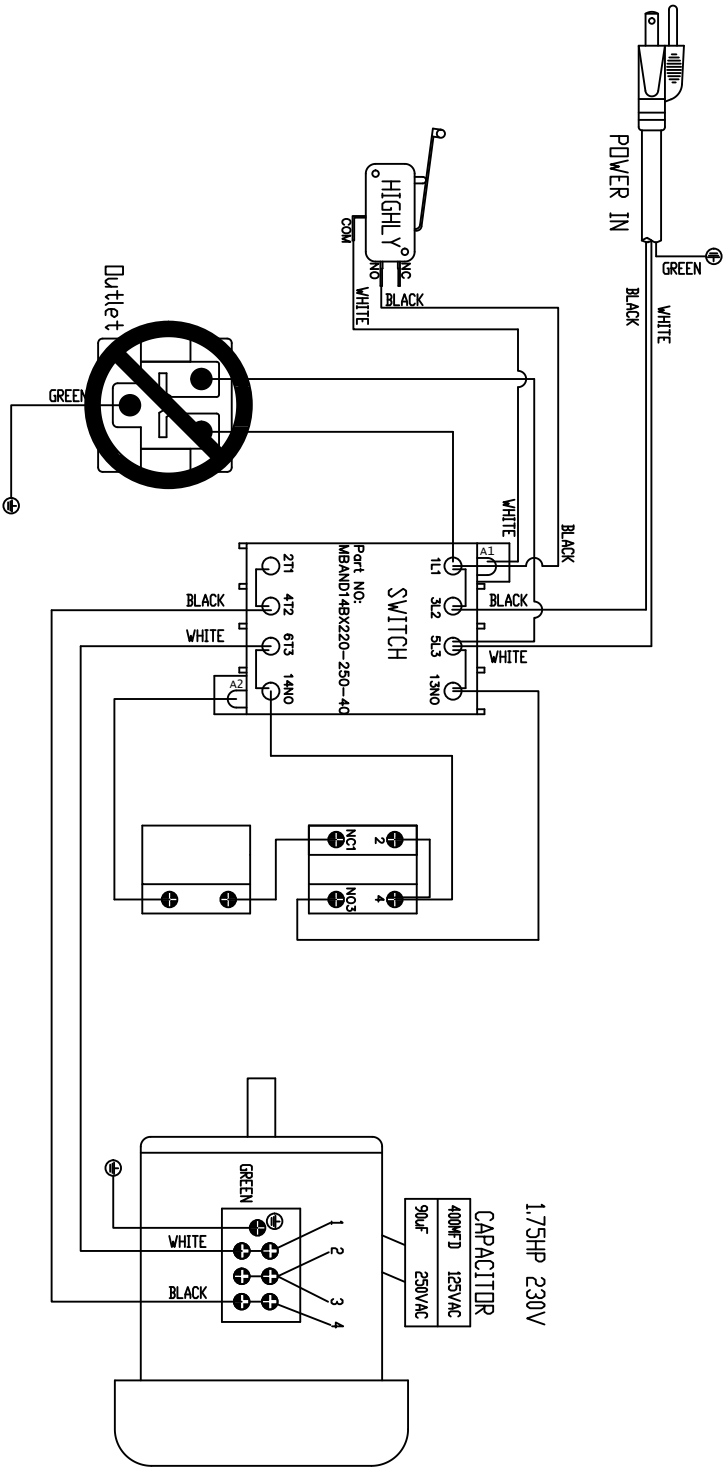 POWER IN
GREEN
WHITE
BLACK
HIGHLY
COM
NO
NC
BLACK
WHITE
Outlet
GREEN
WHITE
BLACK
A1
1L1
3L2
5L3
13NO
BLACK
WHITE
SWITCH
Part NO:
MBAND14BX220-250-40
2T1
4T2
6T3
14NO
A2
BLACK
WHITE
NC1
2
NO3
4
1.75HP 230V
CAPACITOR
400MFD 125VAC
90uF 250VAC
GREEN
WHITE
BLACK
1
2
3
4